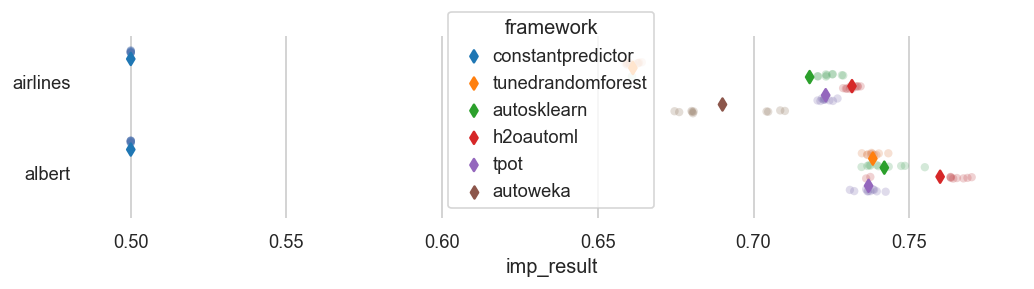 framework
constantpredictor
tunedrandomforest
autosklearn
h2oautoml
tpot
autoweka
airlines
albert
0.50 0.55 0.60 0.65 0.70 0.75
imp_result